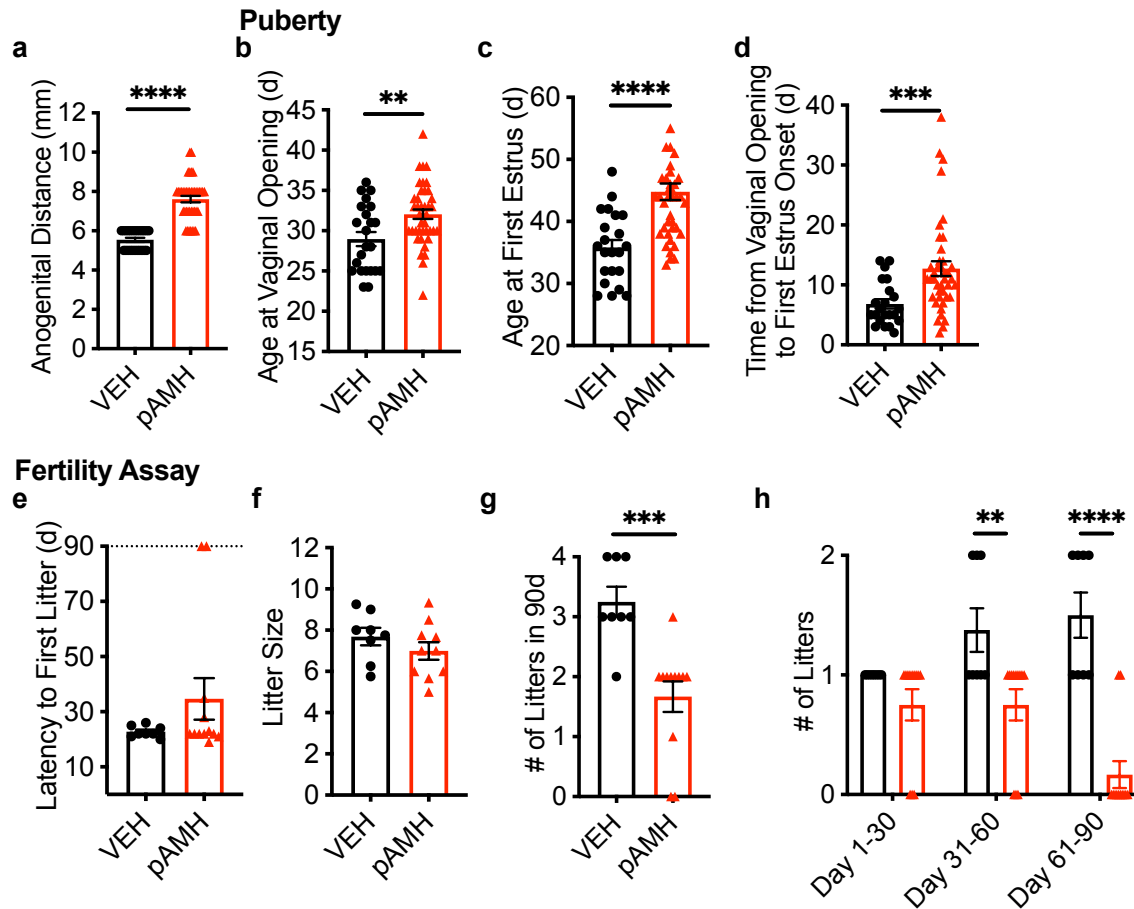 Puberty
a
b
c
d
****
**
****
***
Anogenital Distance (mm)
12
10
8
6
4
2
0
VEH
pAMH
Age at Vaginal Opening (d)
45
40
35
30
25
20
15
VEH
pAMH
Age at First Estrus (d)
60
50
40
30
20
VEH
pAMH
Time from Vaginal Opening
to First Estrus Onset (d)
40
30
20
10
0
VEH
pAMH
Fertility Assay
e
f
g
h
***
**
****
Latency to First Litter (d)
90
70
50
30
10
VEH
pAMH
Litter Size
12
10
8
6
4
2
0
VEH
pAMH
# of Litters in 90d
4
3
2
1
0
VEH
pAMH
# of Litters
2
1
0
Day 1-30
Day 31-60
Day 61-90